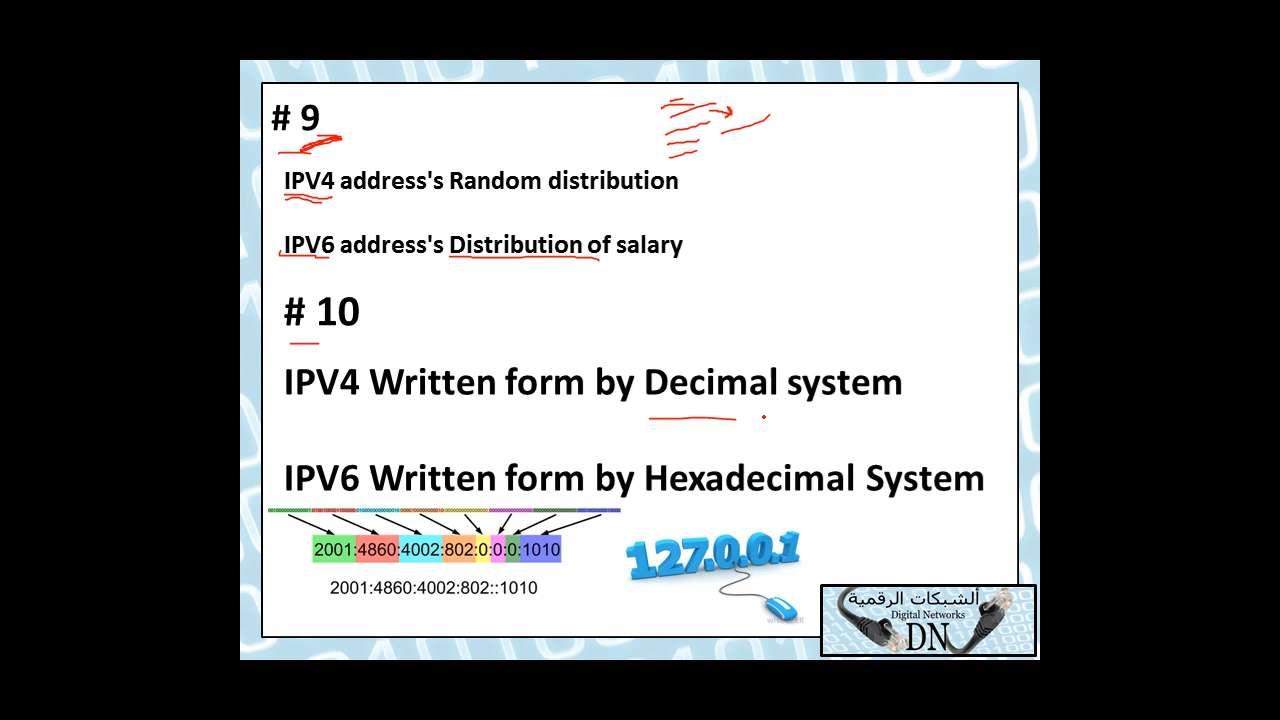 # 9
IPV4 address's Random distribution
IPV6 address's Distribution of salary
# 10
IPV4 Written form by Decimal system
IPV6 Written form by Hexadecimal System
2001:4860:4002:802:0:0:0:1010
2001:4860:4002:802::1010
127.0.0.1
ألشبكات الرقمية
Digital Networks
DN